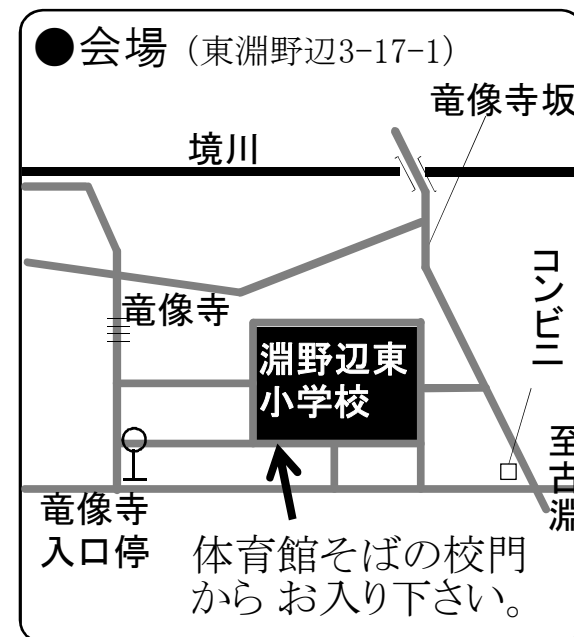 ●会場（東淵野辺3-17-1）
竜像寺坂
境川
コンビニ
竜像寺
淵野辺東
小学校
至古淵
竜像寺
入口停
体育館そばの校門
から お入り下さい。